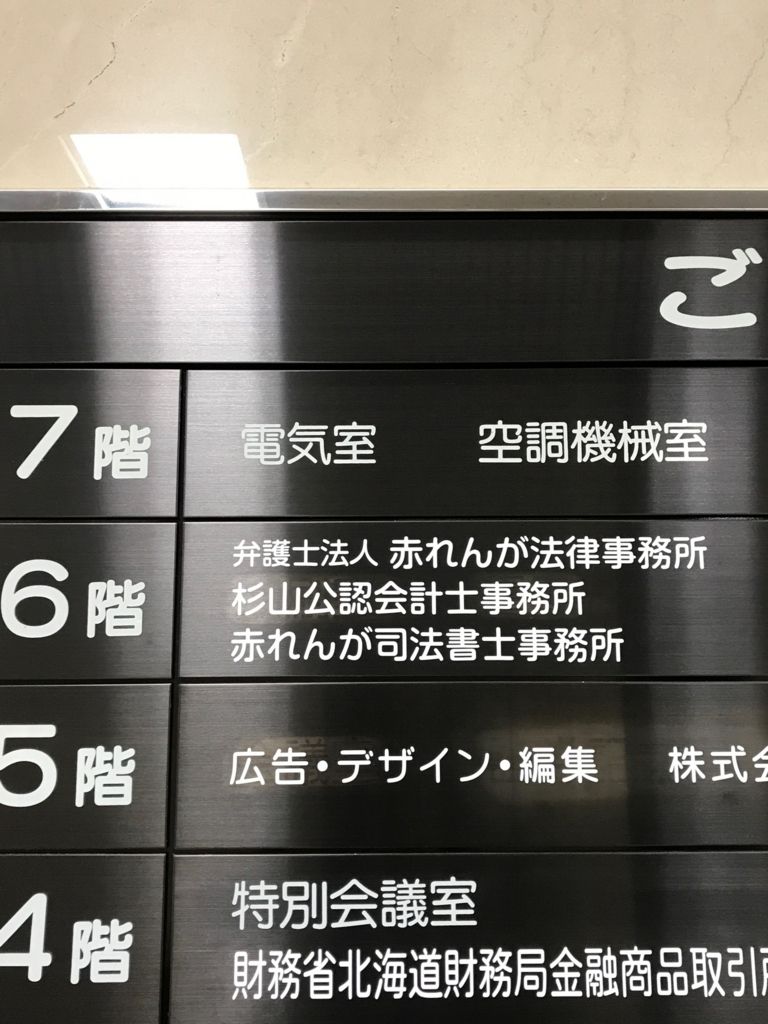 ご
7階 電気室 空調機械室
6階 弁護士法人 赤れんが法律事務所
杉山公認会計士事務所
赤れんが司法書士事務所
5階 広告・デザイン・編集 株式会
4階 特別会議室
財務省北海道財務局金融商品取引所